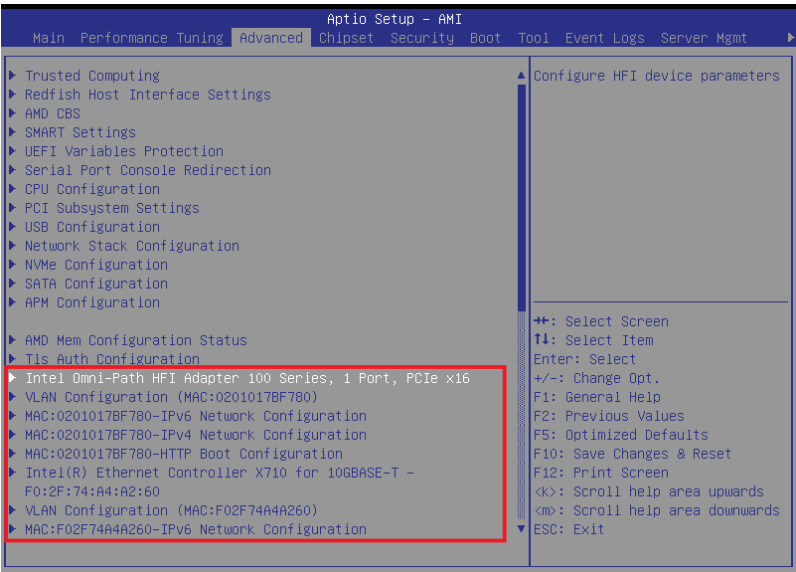 Aptio Setup – AMI
Main Performance Tuning Advanced Chipset Security Boot Tool Event Logs Server Mgmt
Trusted Computing
Redfish Host Interface Settings
AMD CBS
SMART Settings
UEFI Variables Protection
Serial Port Console Redirection
CPU Configuration
PCI Subsystem Settings
USB Configuration
Network Stack Configuration
NVMe Configuration
SATA Configuration
APM Configuration
AMD Mem Configuration Status
Tls Auth Configuration
Intel Omni-Path HFI Adapter 100 Series, 1 Port, PCIe x16
VLAN Configuration (MAC:0201017BF780)
MAC:0201017BF780-IPv6 Network Configuration
MAC:0201017BF780-IPv4 Network Configuration
MAC:0201017BF780-HTTP Boot Configuration
Intel(R) Ethernet Controller X710 for 10GBASE-T –
F0:2F:74:A4:A2:60
VLAN Configuration (MAC:F02F74A4A260)
MAC:F02F74A4A260-IPv6 Network Configuration
Configure HFI device parameters
→←: Select Screen
↑↓: Select Item
Enter: Select
+/-: Change Opt.
F1: General Help
F2: Previous Values
F5: Optimized Defaults
F10: Save Changes & Reset
F12: Print Screen
<k>: Scroll help area upwards
<m>: Scroll help area downwards
ESC: Exit